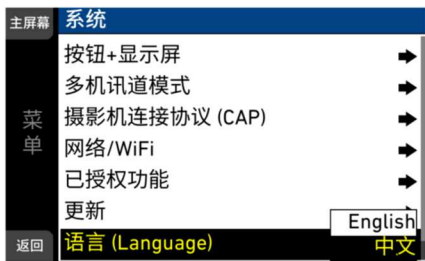 主屏幕
系统
按钮+显示屏
多机讯道模式
摄影机连接协议 (CAP)
菜单
网络/WiFi
已授权功能
更新
English
返回
语言 (Language)
中文